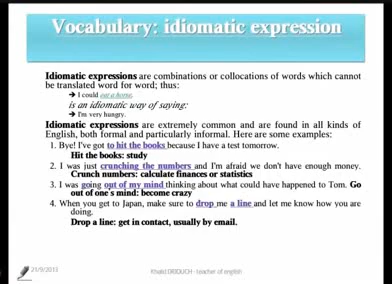 Vocabulary: idiomatic expression
Idiomatic expressions are combinations or collocations of words which cannot
be translated word for word; thus:
➔ I could eat a horse.
is an idiomatic way of saying:
➔ I'm very hungry.
Idiomatic expressions are extremely common and are found in all kinds of
English, both formal and particularly informal. Here are some examples:
1. Bye! I've got to hit the books because I have a test tomorrow.
Hit the books: study
2. I was just crunching the numbers and I'm afraid we don't have enough money.
Crunch numbers: calculate finances or statistics
3. I was going out of my mind thinking about what could have happened to Tom. Go
out of one's mind: become crazy
4. When you get to Japan, make sure to drop me a line and let me know how you are
doing.
Drop a line: get in contact, usually by email.
- teacher of english